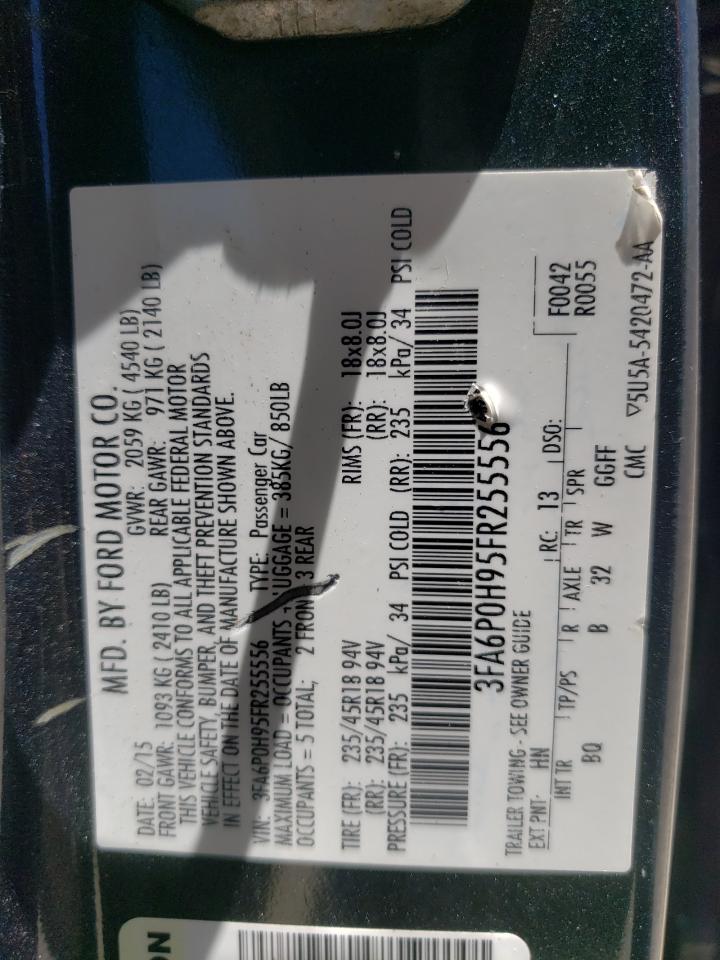 MFD. BY FORD MOTOR CO.
DATE: 02/15 GVWR: 2059 KG ( 4540 LB)
FRONT GAWR: 1093 KG ( 2410 LB) REAR GAWR: 971 KG ( 2140 LB)
THIS VEHICLE CONFORMS TO ALL APPLICABLE FEDERAL MOTOR
VEHICLE SAFETY, BUMPER, AND THEFT PREVENTION STANDARDS
IN EFFECT ON THE DATE OF MANUFACTURE SHOWN ABOVE.
VIN: 3FA6P0H95FR255556 TYPE: Passenger Car
MAXIMUM LOAD = OCCUPANTS + LUGGAGE = 385KG/ 850LB
OCCUPANTS = 5 TOTAL; 2 FRONT 3 REAR
TIRE (FR): 235/45R18 94V RIMS (FR): 18x8.0J
(RR): 235/45R18 94V (RR): 18x8.0J
PRESSURE (FR): 235 kPa/ 34 PSI COLD (RR): 235 kPa/ 34 PSI COLD
3FA6P0H95FR255556
TRAILER TOWING - SEE OWNER GUIDE
EXT PNT: HN RC: 13 DSO: F0042
R0055
INT TR TP/PS R AXLE TR SPR
BQ B 32 W GGFF
CMC ▽5U5A-5420472-AA
ON